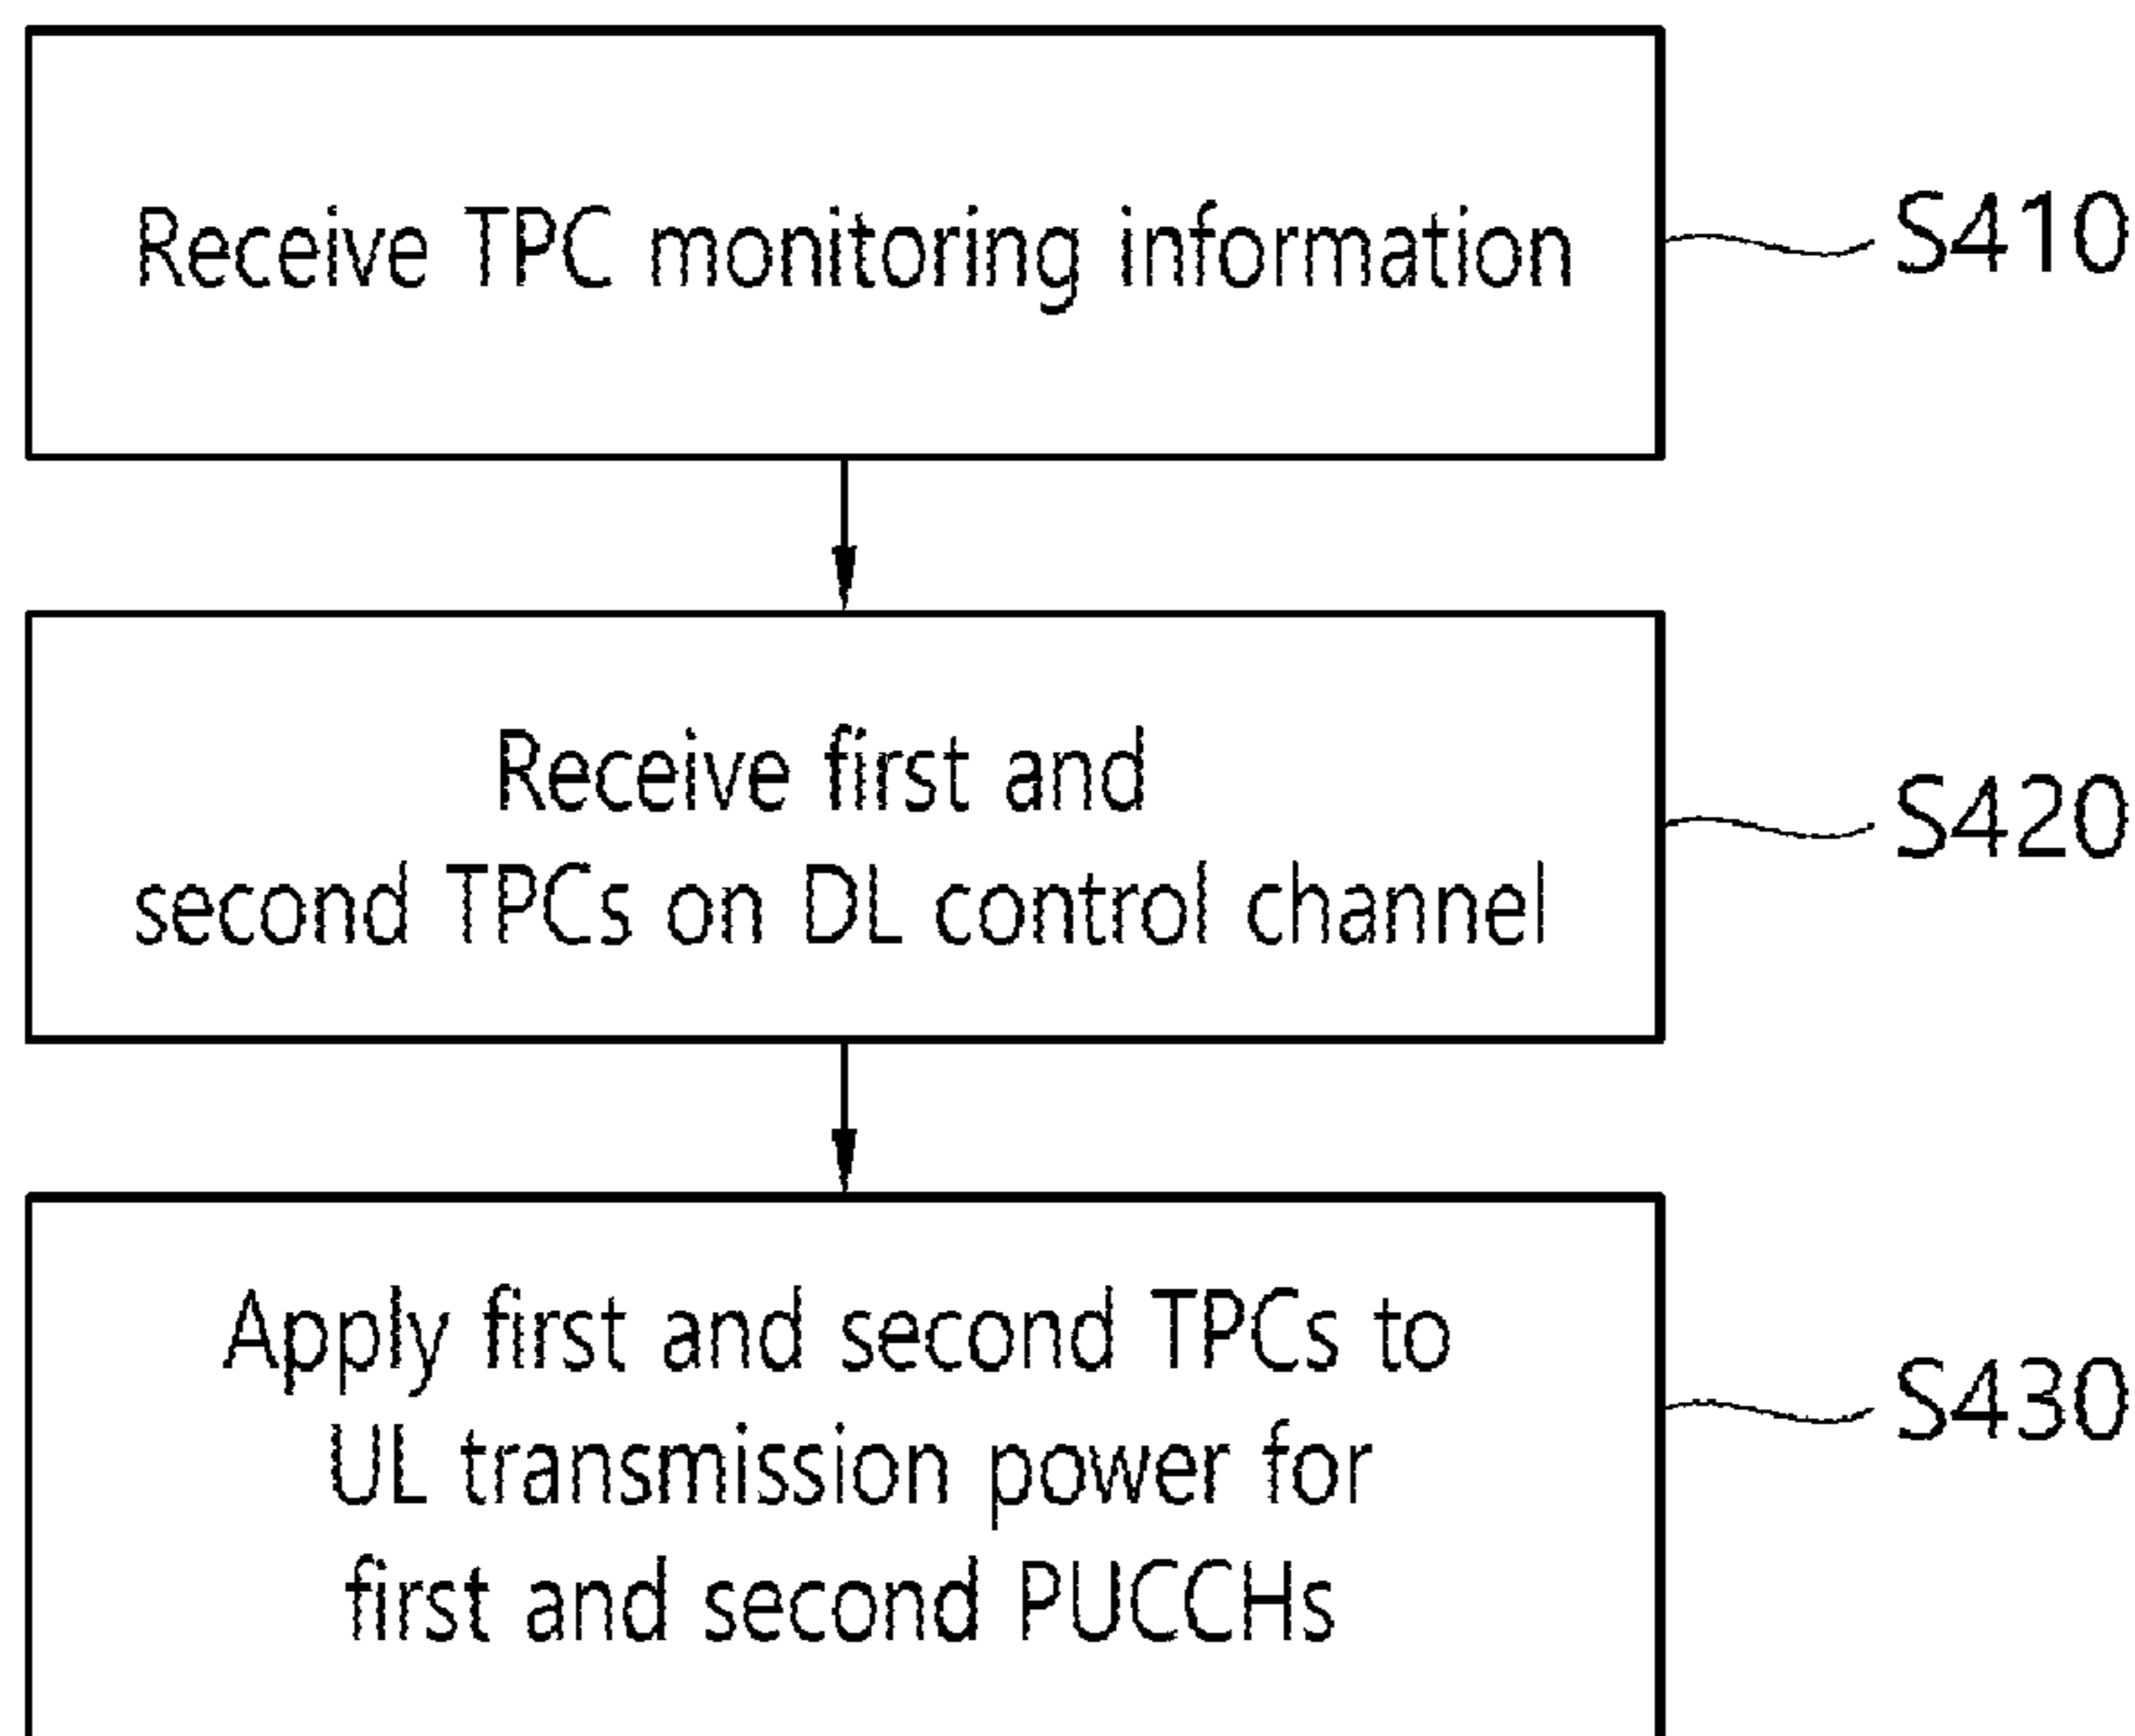 Receive TPC monitoring information
S410
Receive first and
second TPCs on DL control channel
S420
Apply first and second TPCs to
UL transmission power for
first and second PUCCHs
S430